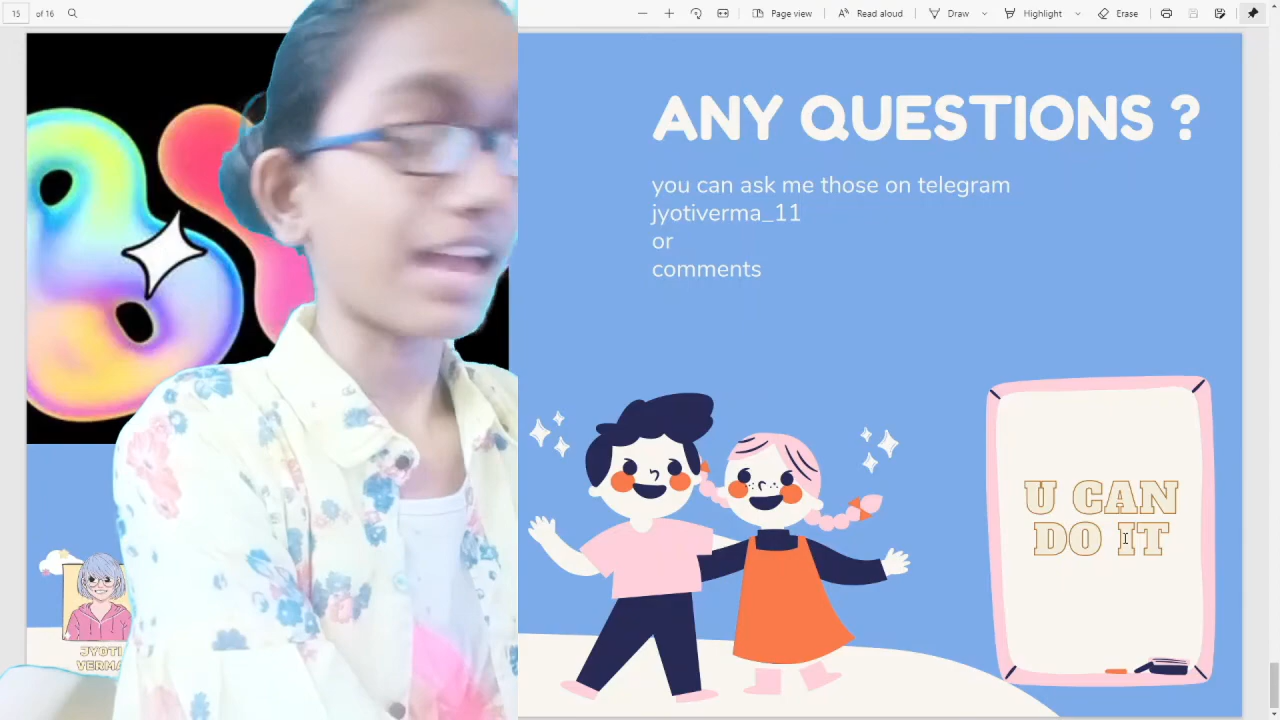 15 of 16
Page view
Read aloud
Draw
Highlight
Erase
ANY QUESTIONS ?
you can ask me those on telegram
jyotiverma_11
or
comments
U CAN
DO IT
JYOTI
VERMA